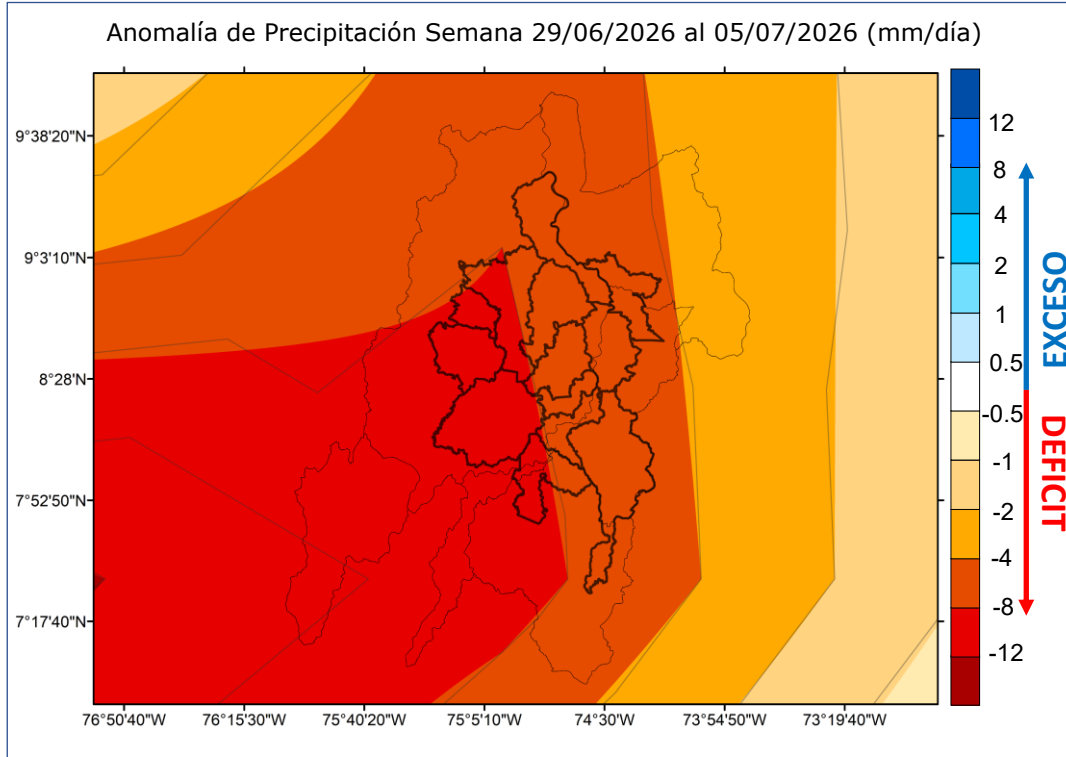 Anomalía de Precipitación Semana 29/06/2026 al 05/07/2026 (mm/día)
9°38'20"N
9°3'10"N
8°28'N
7°52'50"N
7°17'40"N
76°50'40"W
76°15'30"W
75°40'20"W
75°5'10"W
74°30'W
73°54'50"W
73°19'40"W
12
8
4
2
1
0.5
-0.5
-1
-2
-4
-8
-12
EXCESO
DEFICIT